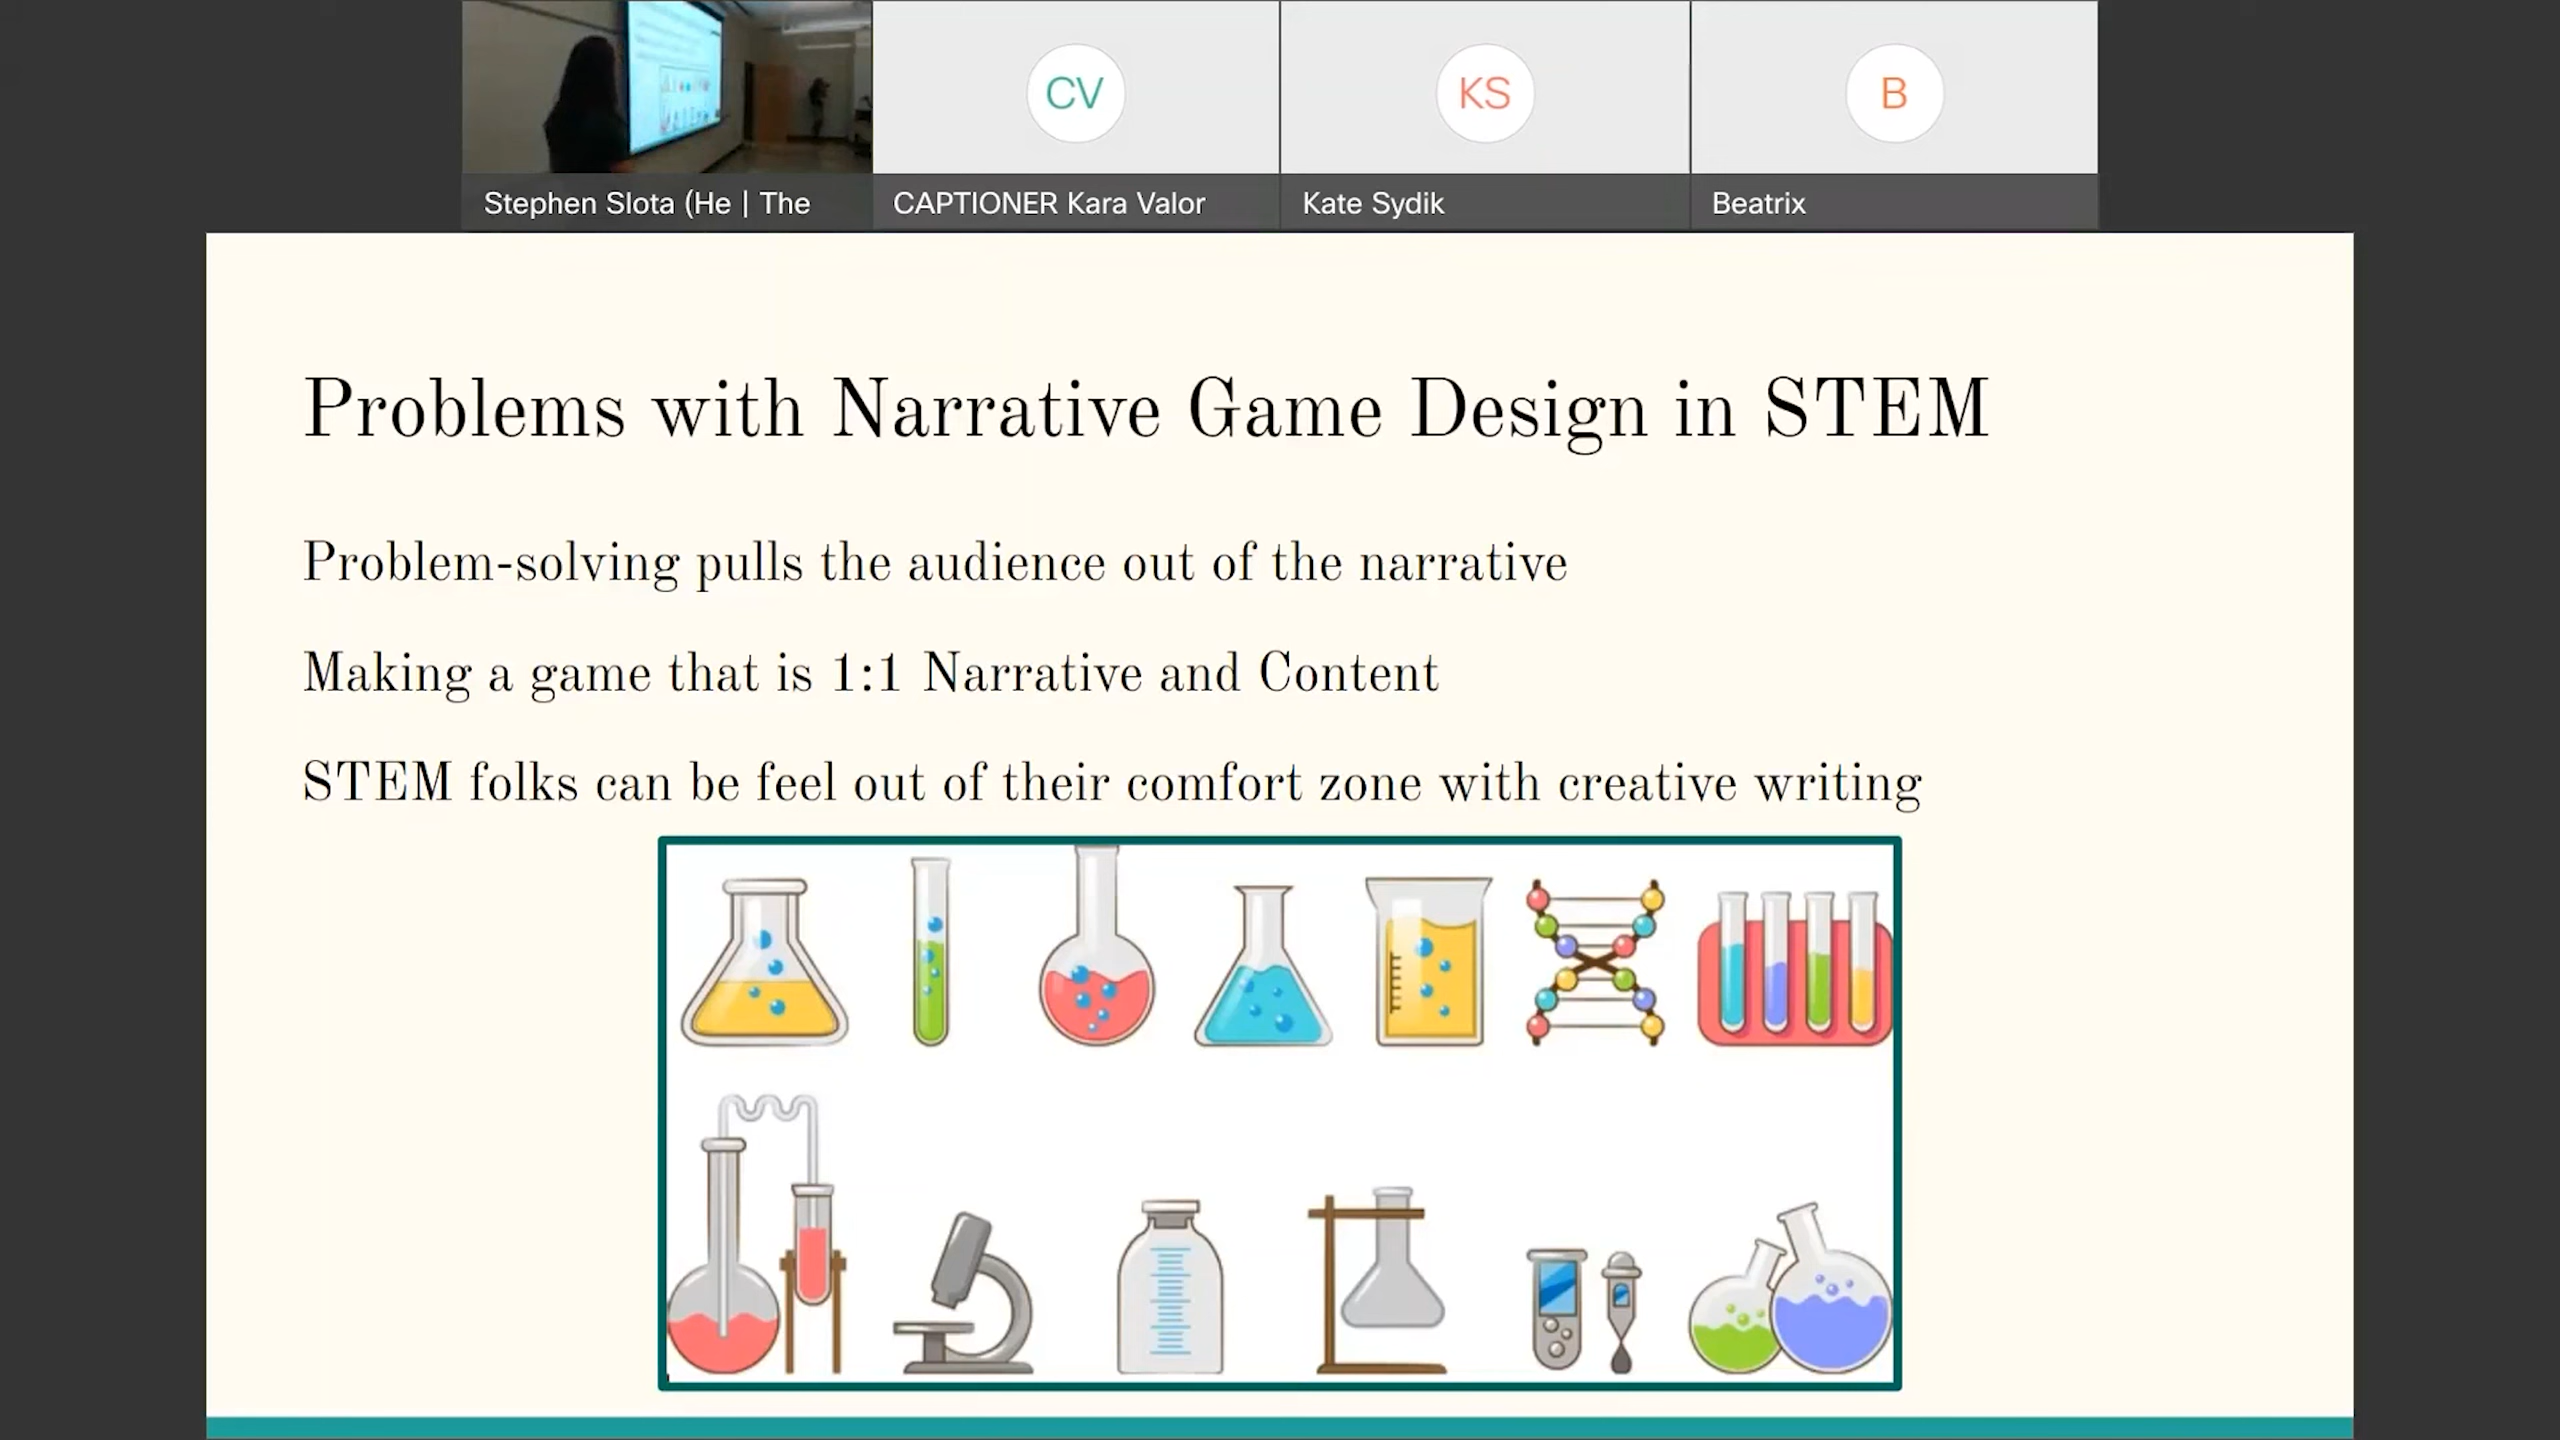 CV
KS
B
Stephen Slota (He | The
CAPTIONER Kara Valor
Kate Sydik
Beatrix
Problems with Narrative Game Design in STEM
Problem-solving pulls the audience out of the narrative
Making a game that is 1:1 Narrative and Content
STEM folks can be feel out of their comfort zone with creative writing